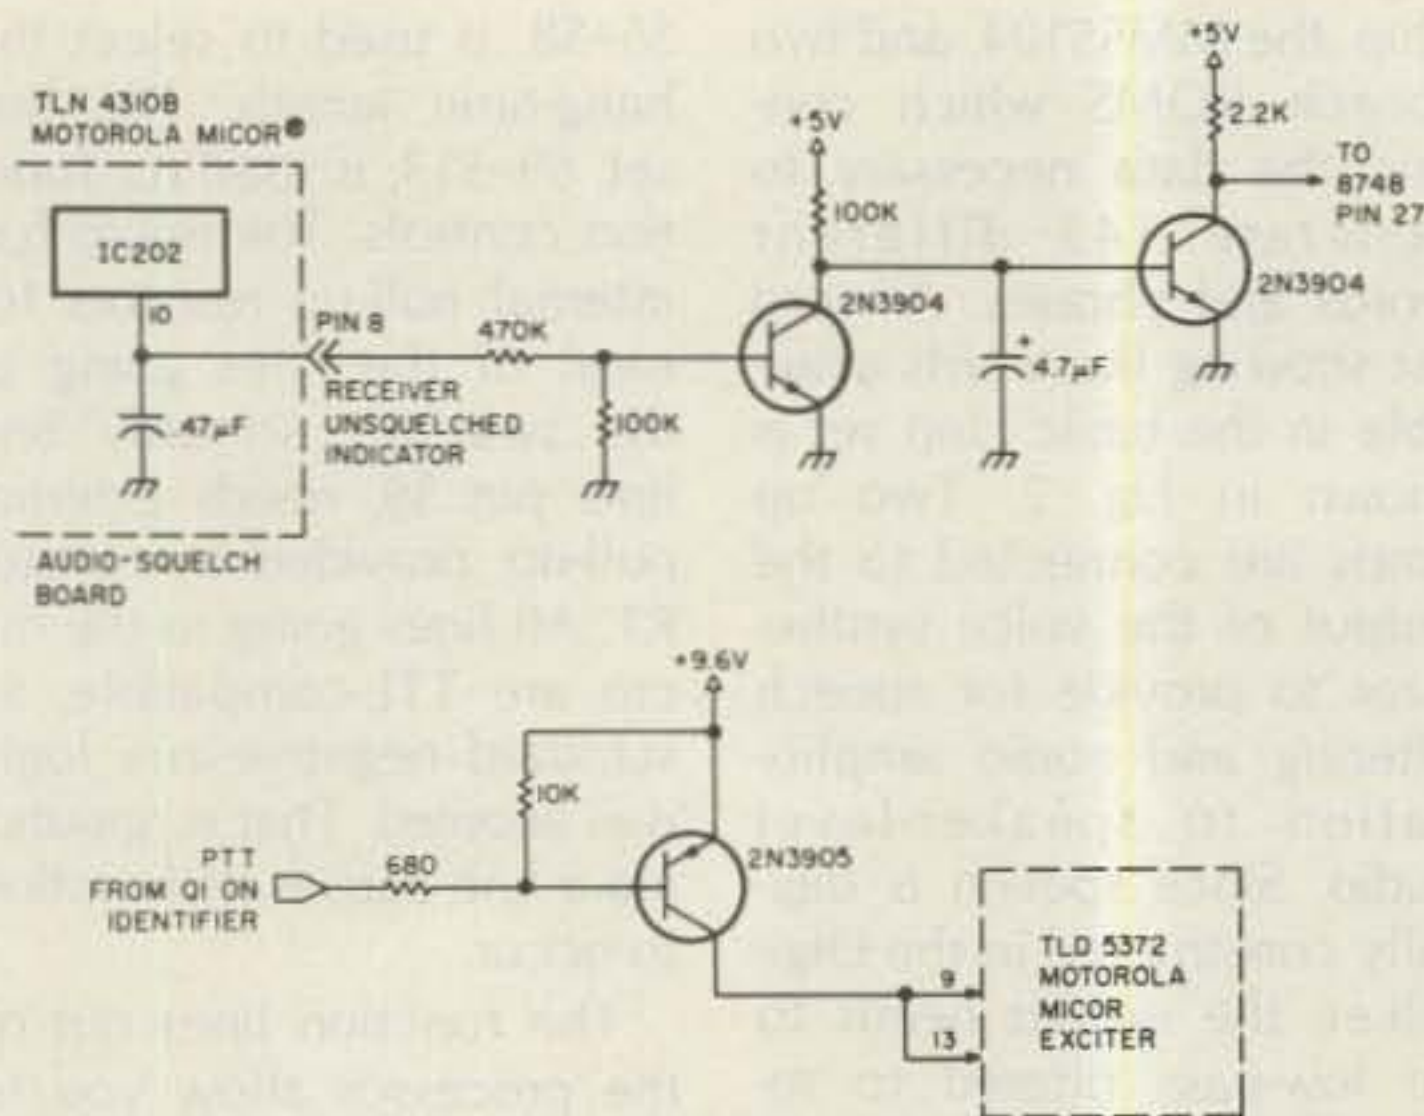 TLN 4310B
MOTOROLA MICOR®
IC202
10
.47µF
PIN 8
RECEIVER
UNSQUELCHED
INDICATOR
470K
100K
AUDIO-SQUELCH
BOARD
+5V
100K
2N3904
4.7µF
+
+5V
2.2K
TO
8748
PIN 27
2N3904
+9.6V
10K
PTT
FROM Q1 ON
IDENTIFIER
680
2N3905
9
13
TLD 5372
MOTOROLA
MICOR
EXCITER